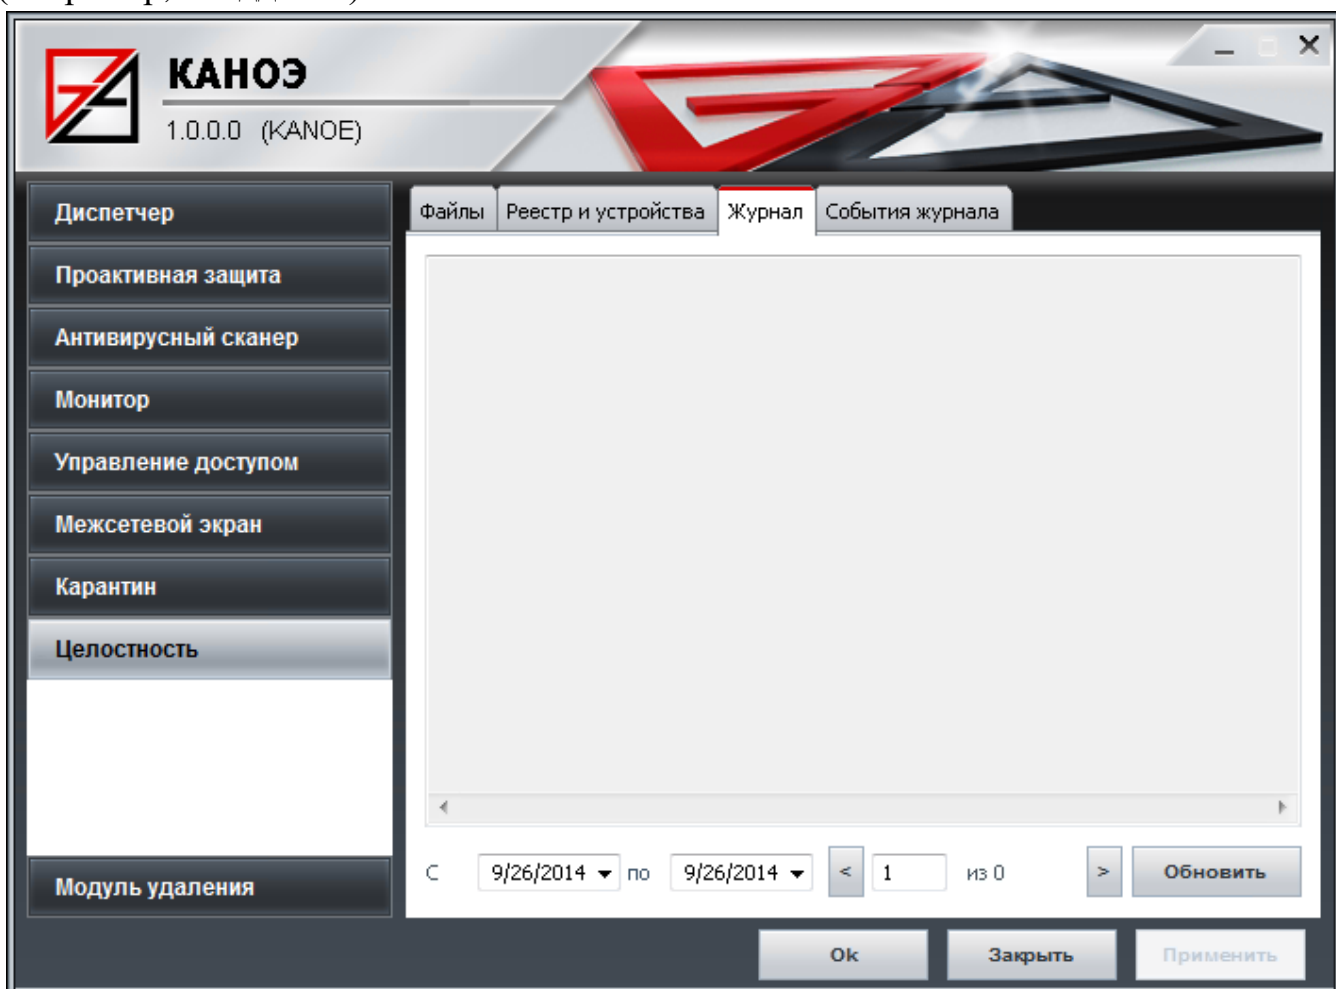 КАНОЭ
1.0.0.0 (KANOE)
Диспетчер
Проактивная защита
Антивирусный сканер
Монитор
Управление доступом
Межсетевой экран
Карантин
Целостность
Модуль удаления
Файлы Реестр и устройства Журнал События журнала
С 9/26/2014 по 9/26/2014 < 1 из 0 > Обновить
Ok Закрыть Применить